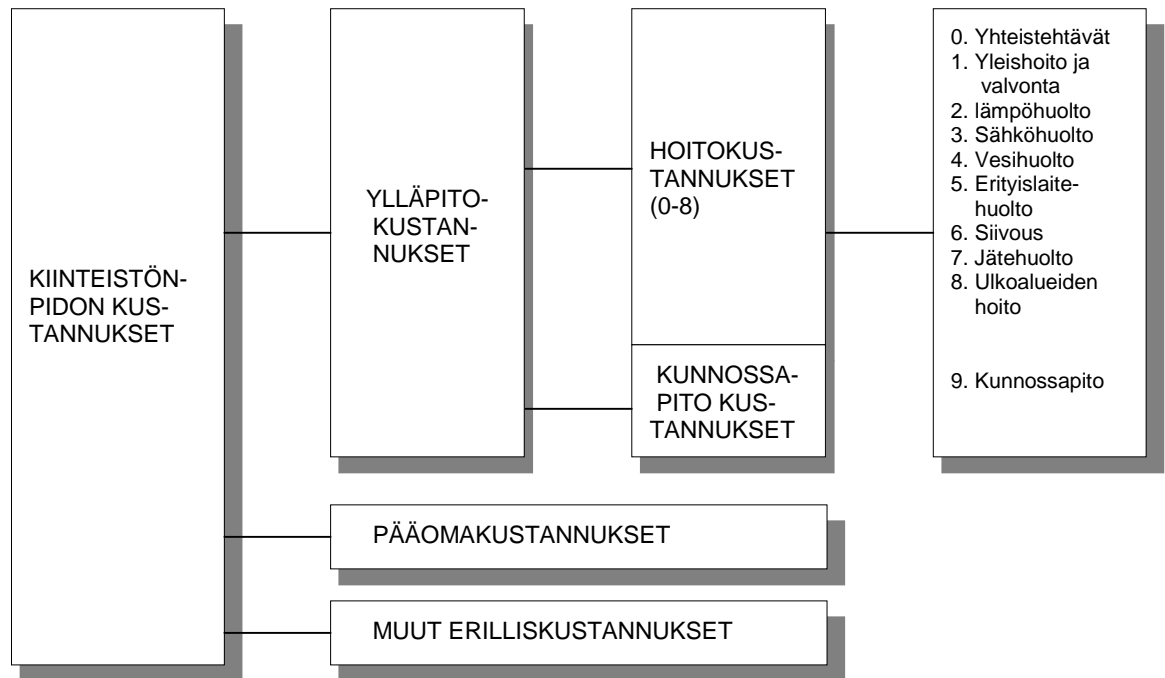 KIINTEISTÖN-
PIDON KUS-
TANNUKSET
YLLÄPITO-
KUSTAN-
NUKSET
HOITOKUS-
TANNUKSET
(0-8)
KUNNOSSA-
PITO KUS-
TANNUKSET
0. Yhteistehtävät
1. Yleishoito ja
valvonta
2. lämpöhuolto
3. Sähköhuolto
4. Vesihuolto
5. Erityislaite-
huolto
6. Siivous
7. Jätehuolto
8. Ulkoalueiden
hoito
9. Kunnossapito
PÄÄOMAKUSTANNUKSET
MUUT ERILLISKUSTANNUKSET